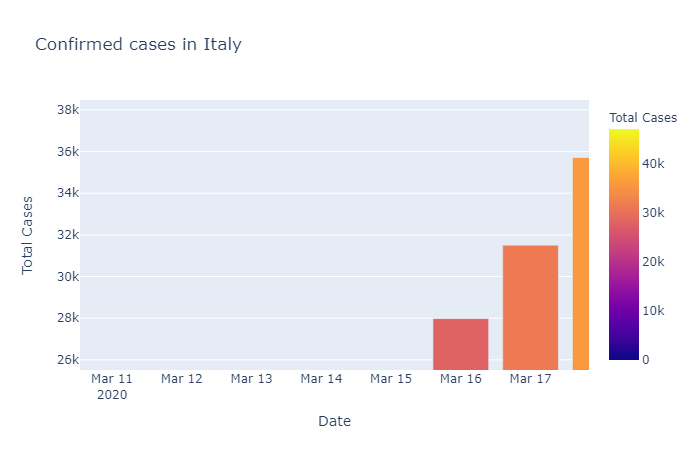 Confirmed cases in Italy
Total Cases
38k
36k
34k
32k
30k
28k
26k
Total Cases
40k
30k
20k
10k
0
Mar 11
2020
Mar 12
Mar 13
Mar 14
Mar 15
Mar 16
Mar 17
Date